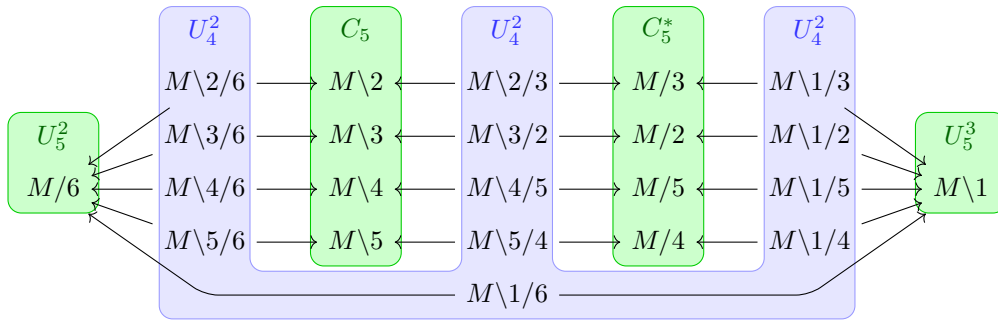 $U_4^2$ $C_5$ $U_4^2$ $C_5^*$ $U_4^2$
M\2/6 M\2 M\2/3 M/3 M\1/3
$U_5^2$ M\3/6 M\3 M\3/2 M/2 M\1/2 $U_5^3$
M/6 M\4/6 M\4 M\4/5 M/5 M\1/5 M\1
M\5/6 M\5 M\5/4 M/4 M\1/4
M\1/6